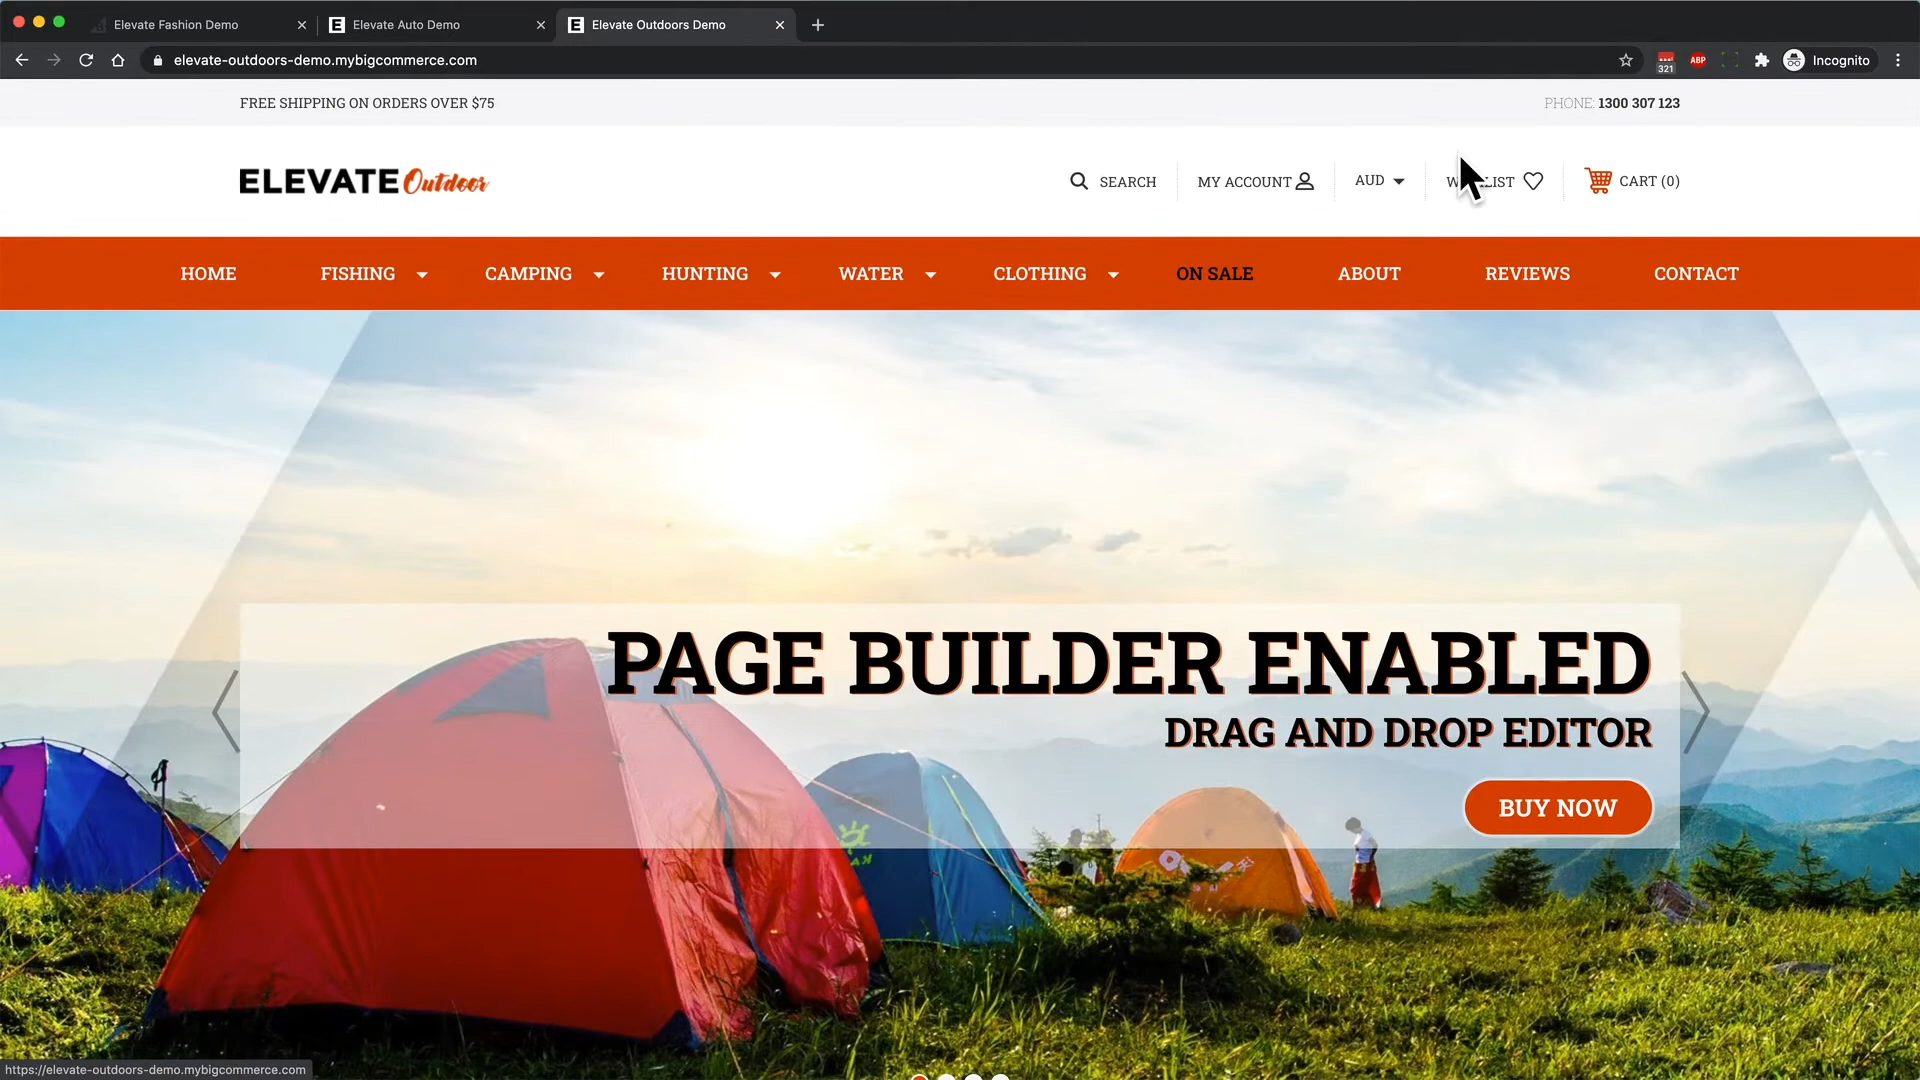 Elevate Fashion Demo
Elevate Auto Demo
Elevate Outdoors Demo
elevate-outdoors-demo.mybigcommerce.com
321
ABP
Incognito
FREE SHIPPING ON ORDERS OVER $75
PHONE: 1300 307 123
ELEVATE Outdoor
SEARCH
MY ACCOUNT
AUD
CART (0)
HOME
FISHING
CAMPING
HUNTING
WATER
CLOTHING
ON SALE
ABOUT
REVIEWS
CONTACT
PAGE BUILDER ENABLED
DRAG AND DROP EDITOR
BUY NOW
https://elevate-outdoors-demo.mybigcommerce.com